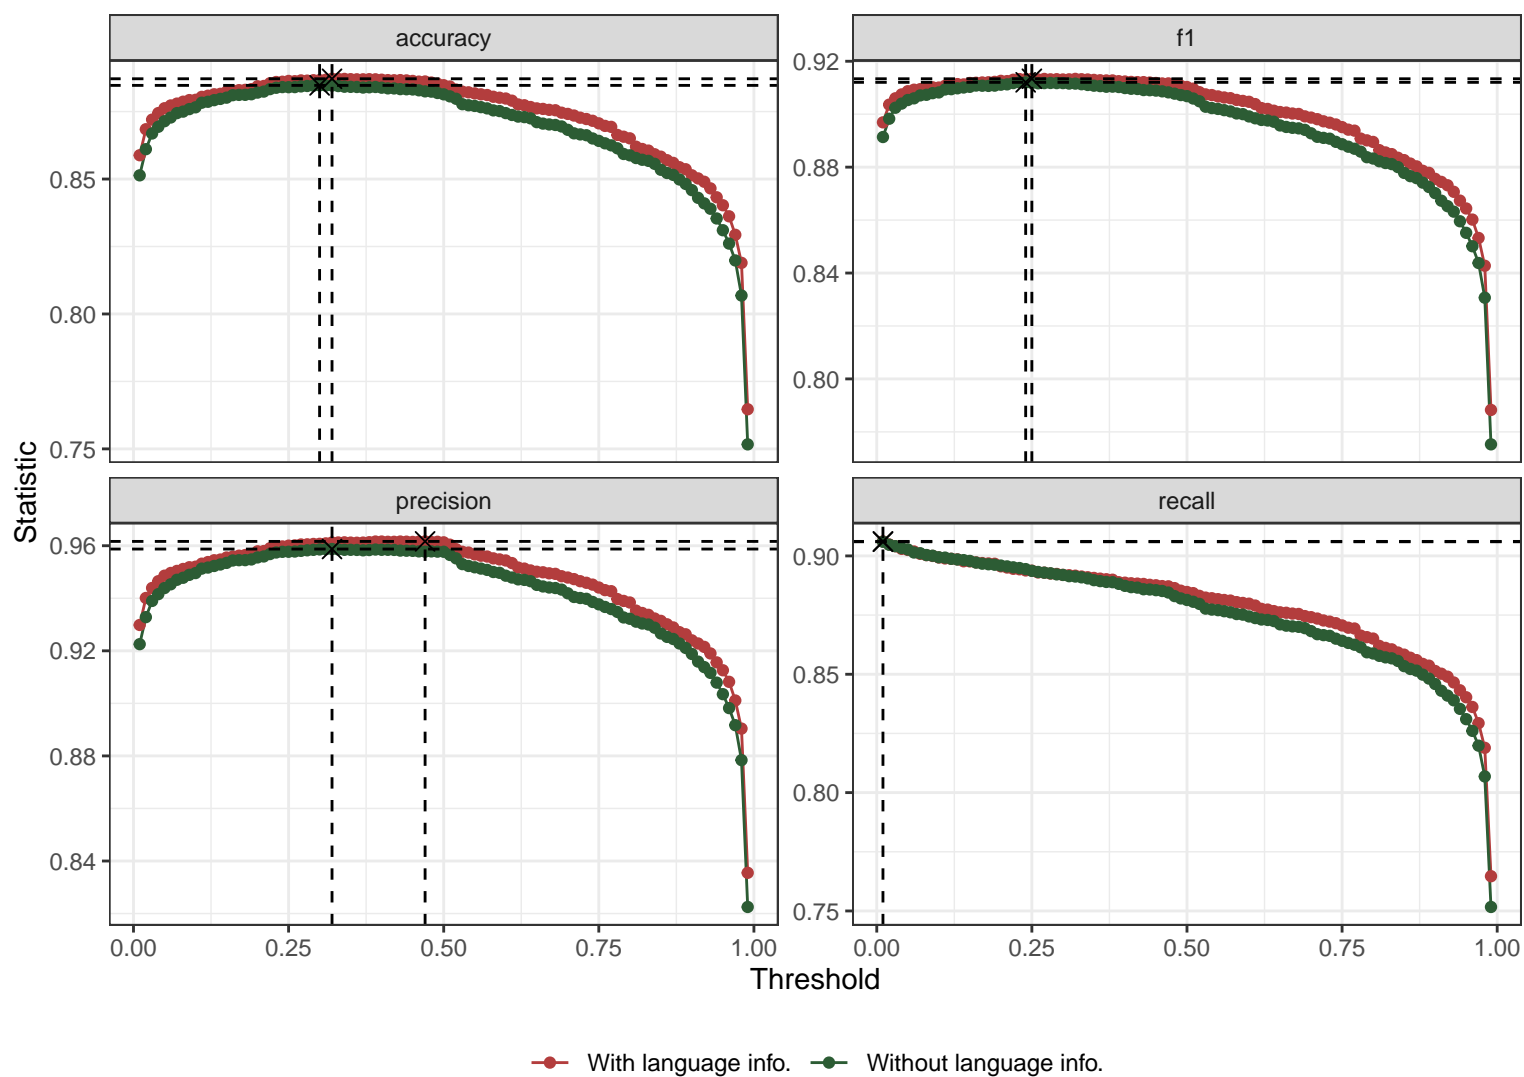 accuracy
f1
0.85
0.80
0.75
0.92
0.88
0.84
0.80
Statistic
precision
recall
0.96
0.92
0.88
0.84
0.90
0.85
0.80
0.75
0.00 0.25 0.50 0.75 1.00
0.00 0.25 0.50 0.75 1.00
Threshold
With language info. Without language info.